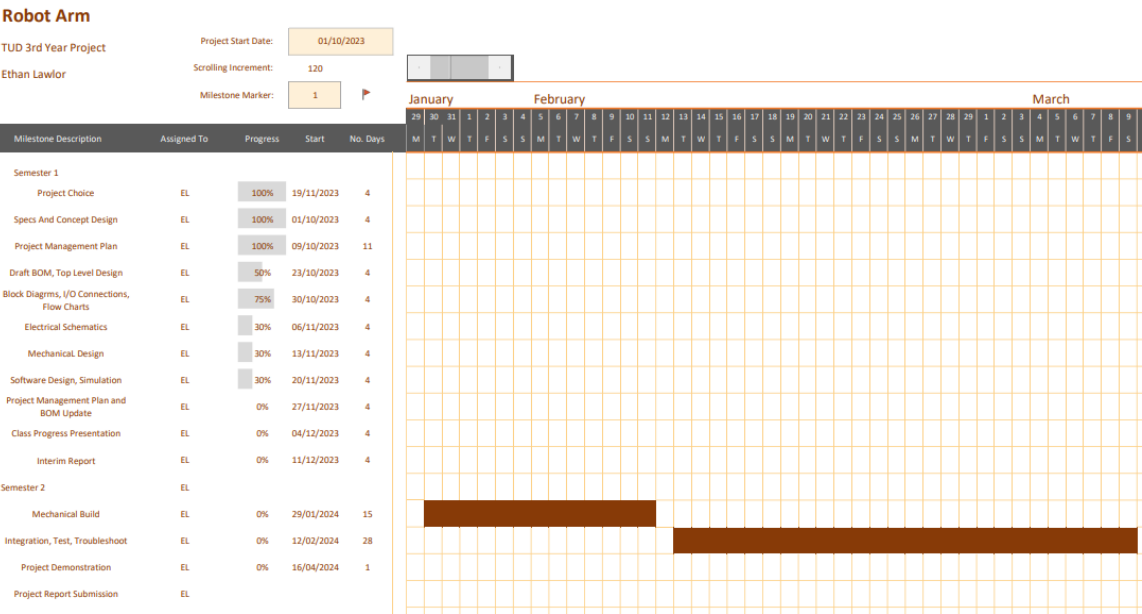 Robot Arm
TUD 3rd Year Project
Project Start Date: 01/10/2023
Ethan Lawlor
Scrolling Increment: 120
Milestone Marker: 1
January February March
29 30 31 1 2 3 4 5 6 7 8 9 10 11 12 13 14 15 16 17 18 19 20 21 22 23 24 25 26 27 28 29 1 2 3 4 5 6 7 8 9
Milestone Description Assigned To Progress Start No. Days M T W T F S S M T W T F S S M T W T F S S M T W T F S S M T W T F S S M T W T F S
Semester 1
Project Choice EL 100% 19/11/2023 4
Specs And Concept Design EL 100% 01/10/2023 4
Project Management Plan EL 100% 09/10/2023 11
Draft BOM, Top Level Design EL 50% 23/10/2023 4
Block Diagrms, I/O Connections,
Flow Charts EL 75% 30/10/2023 4
Electrical Schematics EL 30% 06/11/2023 4
Mechanical Design EL 30% 13/11/2023 4
Software Design, Simulation EL 30% 20/11/2023 4
Project Management Plan and
BOM Update EL 0% 27/11/2023 4
Class Progress Presentation EL 0% 04/12/2023 4
Interim Report EL 0% 11/12/2023 4
Semester 2 EL
Mechanical Build EL 0% 29/01/2024 15
Integration, Test, Troubleshoot EL 0% 12/02/2024 28
Project Demonstration EL 0% 16/04/2024 1
Project Report Submission EL